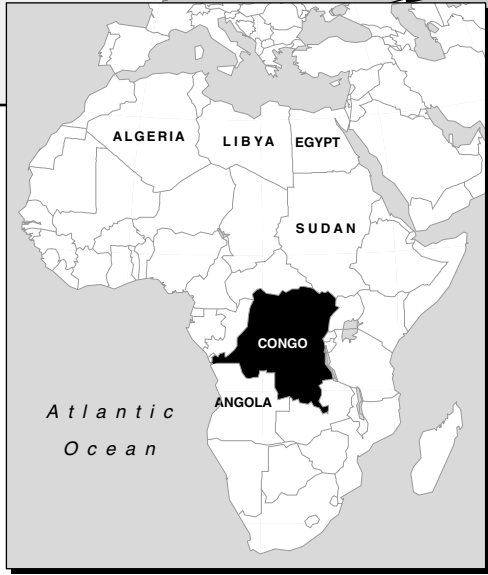 ALGERIA
LIBYA
EGYPT
SUDAN
CONGO
ANGOLA
Atlantic
Ocean